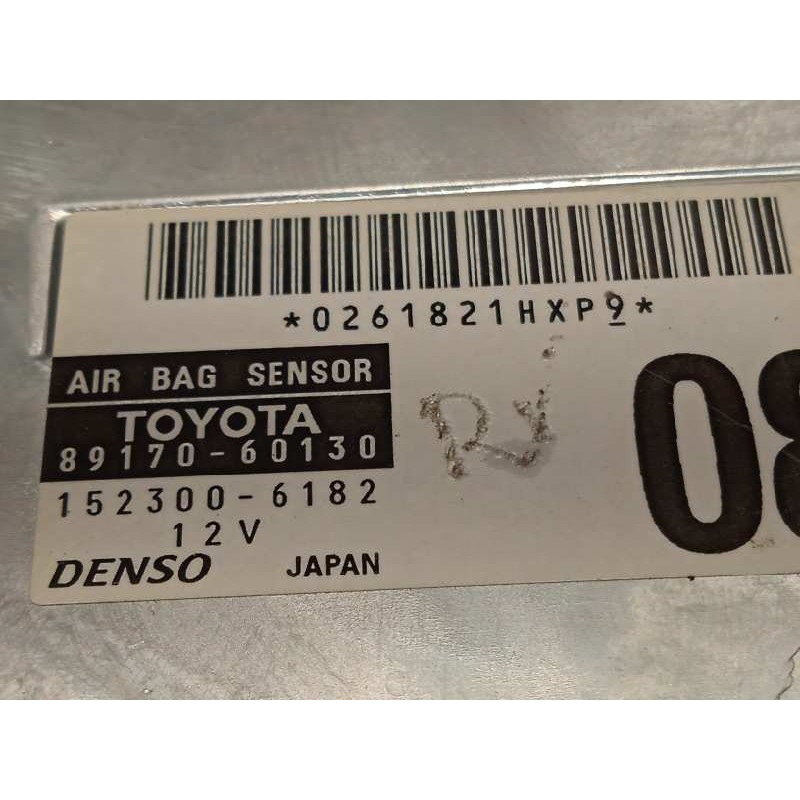 *0261821HXP9*
AIR BAG SENSOR
TOYOTA
89170-60130
152300-6182
12V
DENSO JAPAN
08